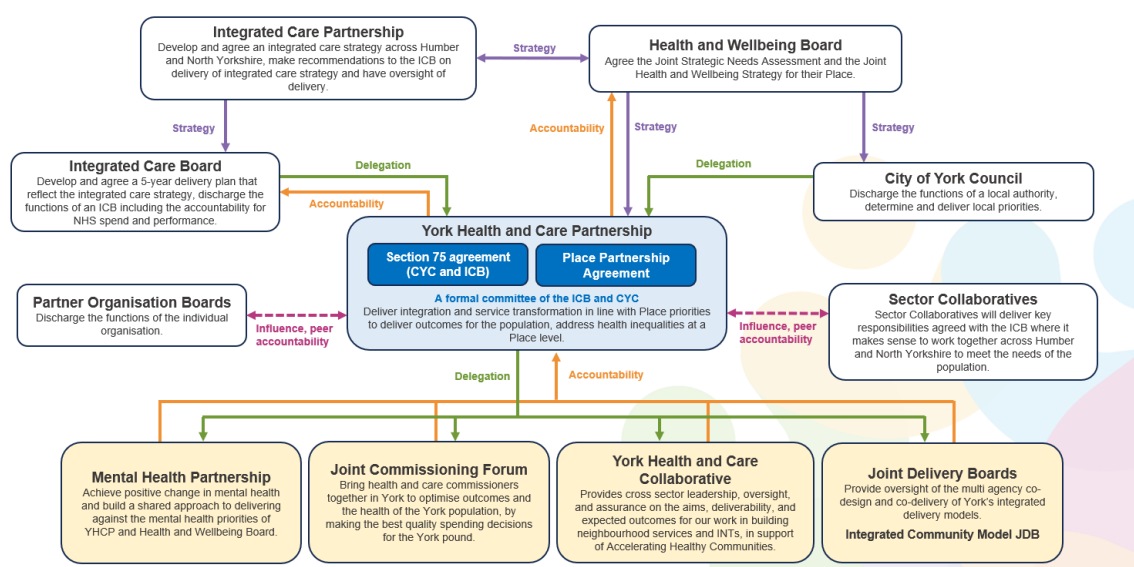 Integrated Care Partnership
Develop and agree an integrated care strategy across Humber
and North Yorkshire, make recommendations to the ICB on
delivery of integrated care strategy and have oversight of
delivery.
Strategy
Health and Wellbeing Board
Agree the Joint Strategic Needs Assessment and the Joint
Health and Wellbeing Strategy for their Place.
Strategy
Accountability
Strategy
Strategy
Integrated Care Board
Develop and agree a 5-year delivery plan that
reflect the integrated care strategy, discharge the
functions of an ICB including the accountability for
NHS spend and performance.
Delegation
Accountability
Delegation
City of York Council
Discharge the functions of a local authority,
determine and deliver local priorities.
York Health and Care Partnership
Section 75 agreement
(CYC and ICB)
Place Partnership
Agreement
A formal committee of the ICB and CYC
Deliver integration and service transformation in line with Place priorities
to deliver outcomes for the population, address health inequalities at a
Place level.
Partner Organisation Boards
Discharge the functions of the individual
organisation.
Influence, peer
accountability
Influence, peer
accountability
Sector Collaboratives
Sector Collaboratives will deliver key
responsibilities agreed with the ICB where it
makes sense to work together across Humber
and North Yorkshire to meet the needs of the
population.
Delegation
Accountability
Mental Health Partnership
Achieve positive change in mental health
and build a shared approach to delivering
against the mental health priorities of
YHCP and Health and Wellbeing Board.
Joint Commissioning Forum
Bring health and care commissioners
together in York to optimise outcomes and
the health of the York population, by
making the best quality spending decisions
for the York pound.
York Health and Care
Collaborative
Provides cross sector leadership, oversight,
and assurance on the aims, deliverability, and
expected outcomes for our work in building
neighbourhood services and INTs, in support
of Accelerating Healthy Communities.
Joint Delivery Boards
Provide oversight of the multi agency co-
design and co-delivery of York's integrated
delivery models.
Integrated Community Model JDB